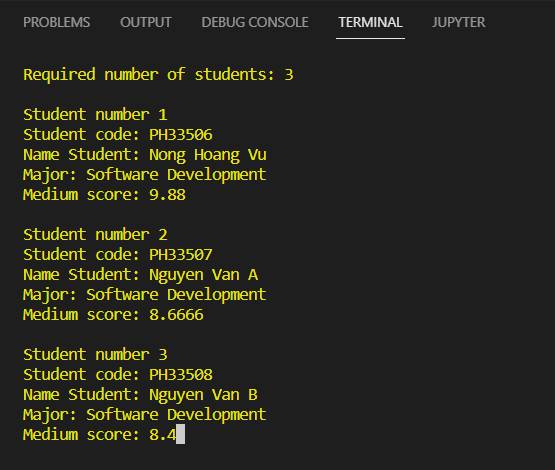 PROBLEMS OUTPUT DEBUG CONSOLE TERMINAL JUPYTER
Required number of students: 3
Student number 1
Student code: PH33506
Name Student: Nong Hoang Vu
Major: Software Development
Medium score: 9.88
Student number 2
Student code: PH33507
Name Student: Nguyen Van A
Major: Software Development
Medium score: 8.6666
Student number 3
Student code: PH33508
Name Student: Nguyen Van B
Major: Software Development
Medium score: 8.4